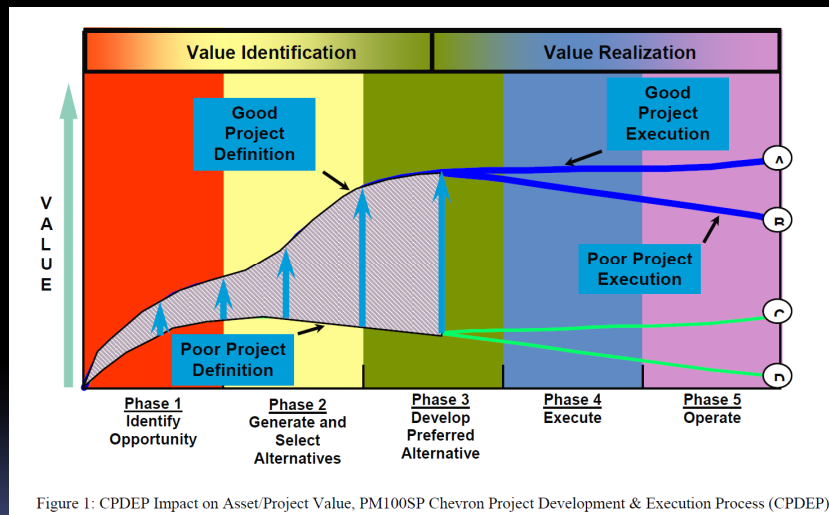 Value Identification
Value Realization
Good
Project
Definition
Good
Project
Execution
A
B
V
A
L
U
E
Poor Project
Execution
C
Poor Project
Definition
D
Phase 1
Identify
Opportunity
Phase 2
Generate and
Select
Alternatives
Phase 3
Develop
Preferred
Alternative
Phase 4
Execute
Phase 5
Operate
Figure 1: CPDEP Impact on Asset/Project Value, PM100SP Chevron Project Development & Execution Process (CPDEP)